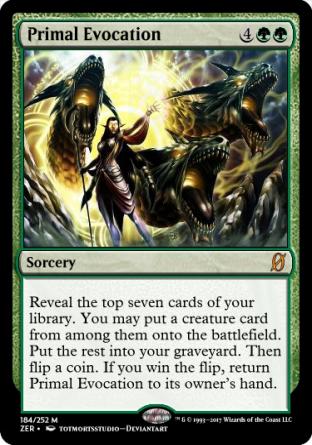 Primal Evocation 4
Sorcery
Reveal the top seven cards of your
library. You may put a creature card
from among them onto the battlefield.
Put the rest into your graveyard. Then
flip a coin. If you win the flip, return
Primal Evocation to its owner's hand.
184/252 M
ZER • TOTMORTSSTUDIO—DEVIANTART
™ & © 1993–2017 Wizards of the Coast LLC